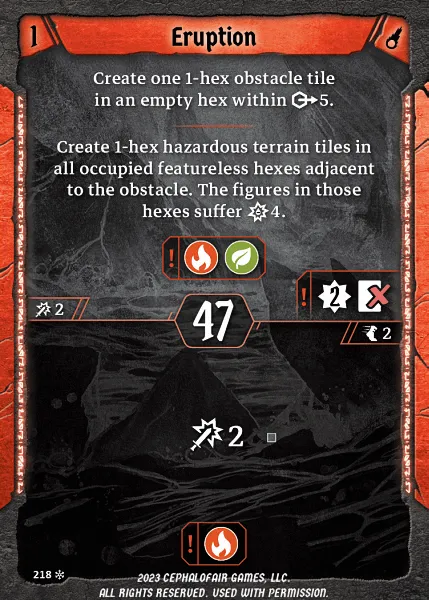 1
Eruption
Create one 1-hex obstacle tile
in an empty hex within 5.
Create 1-hex hazardous terrain tiles in
all occupied featureless hexes adjacent
to the obstacle. The figures in those
hexes suffer 4.
! 
! 2
2
47
2
2
!
218
2023 CEPHALOFAIR GAMES, LLC.
ALL RIGHTS RESERVED. USED WITH PERMISSION.